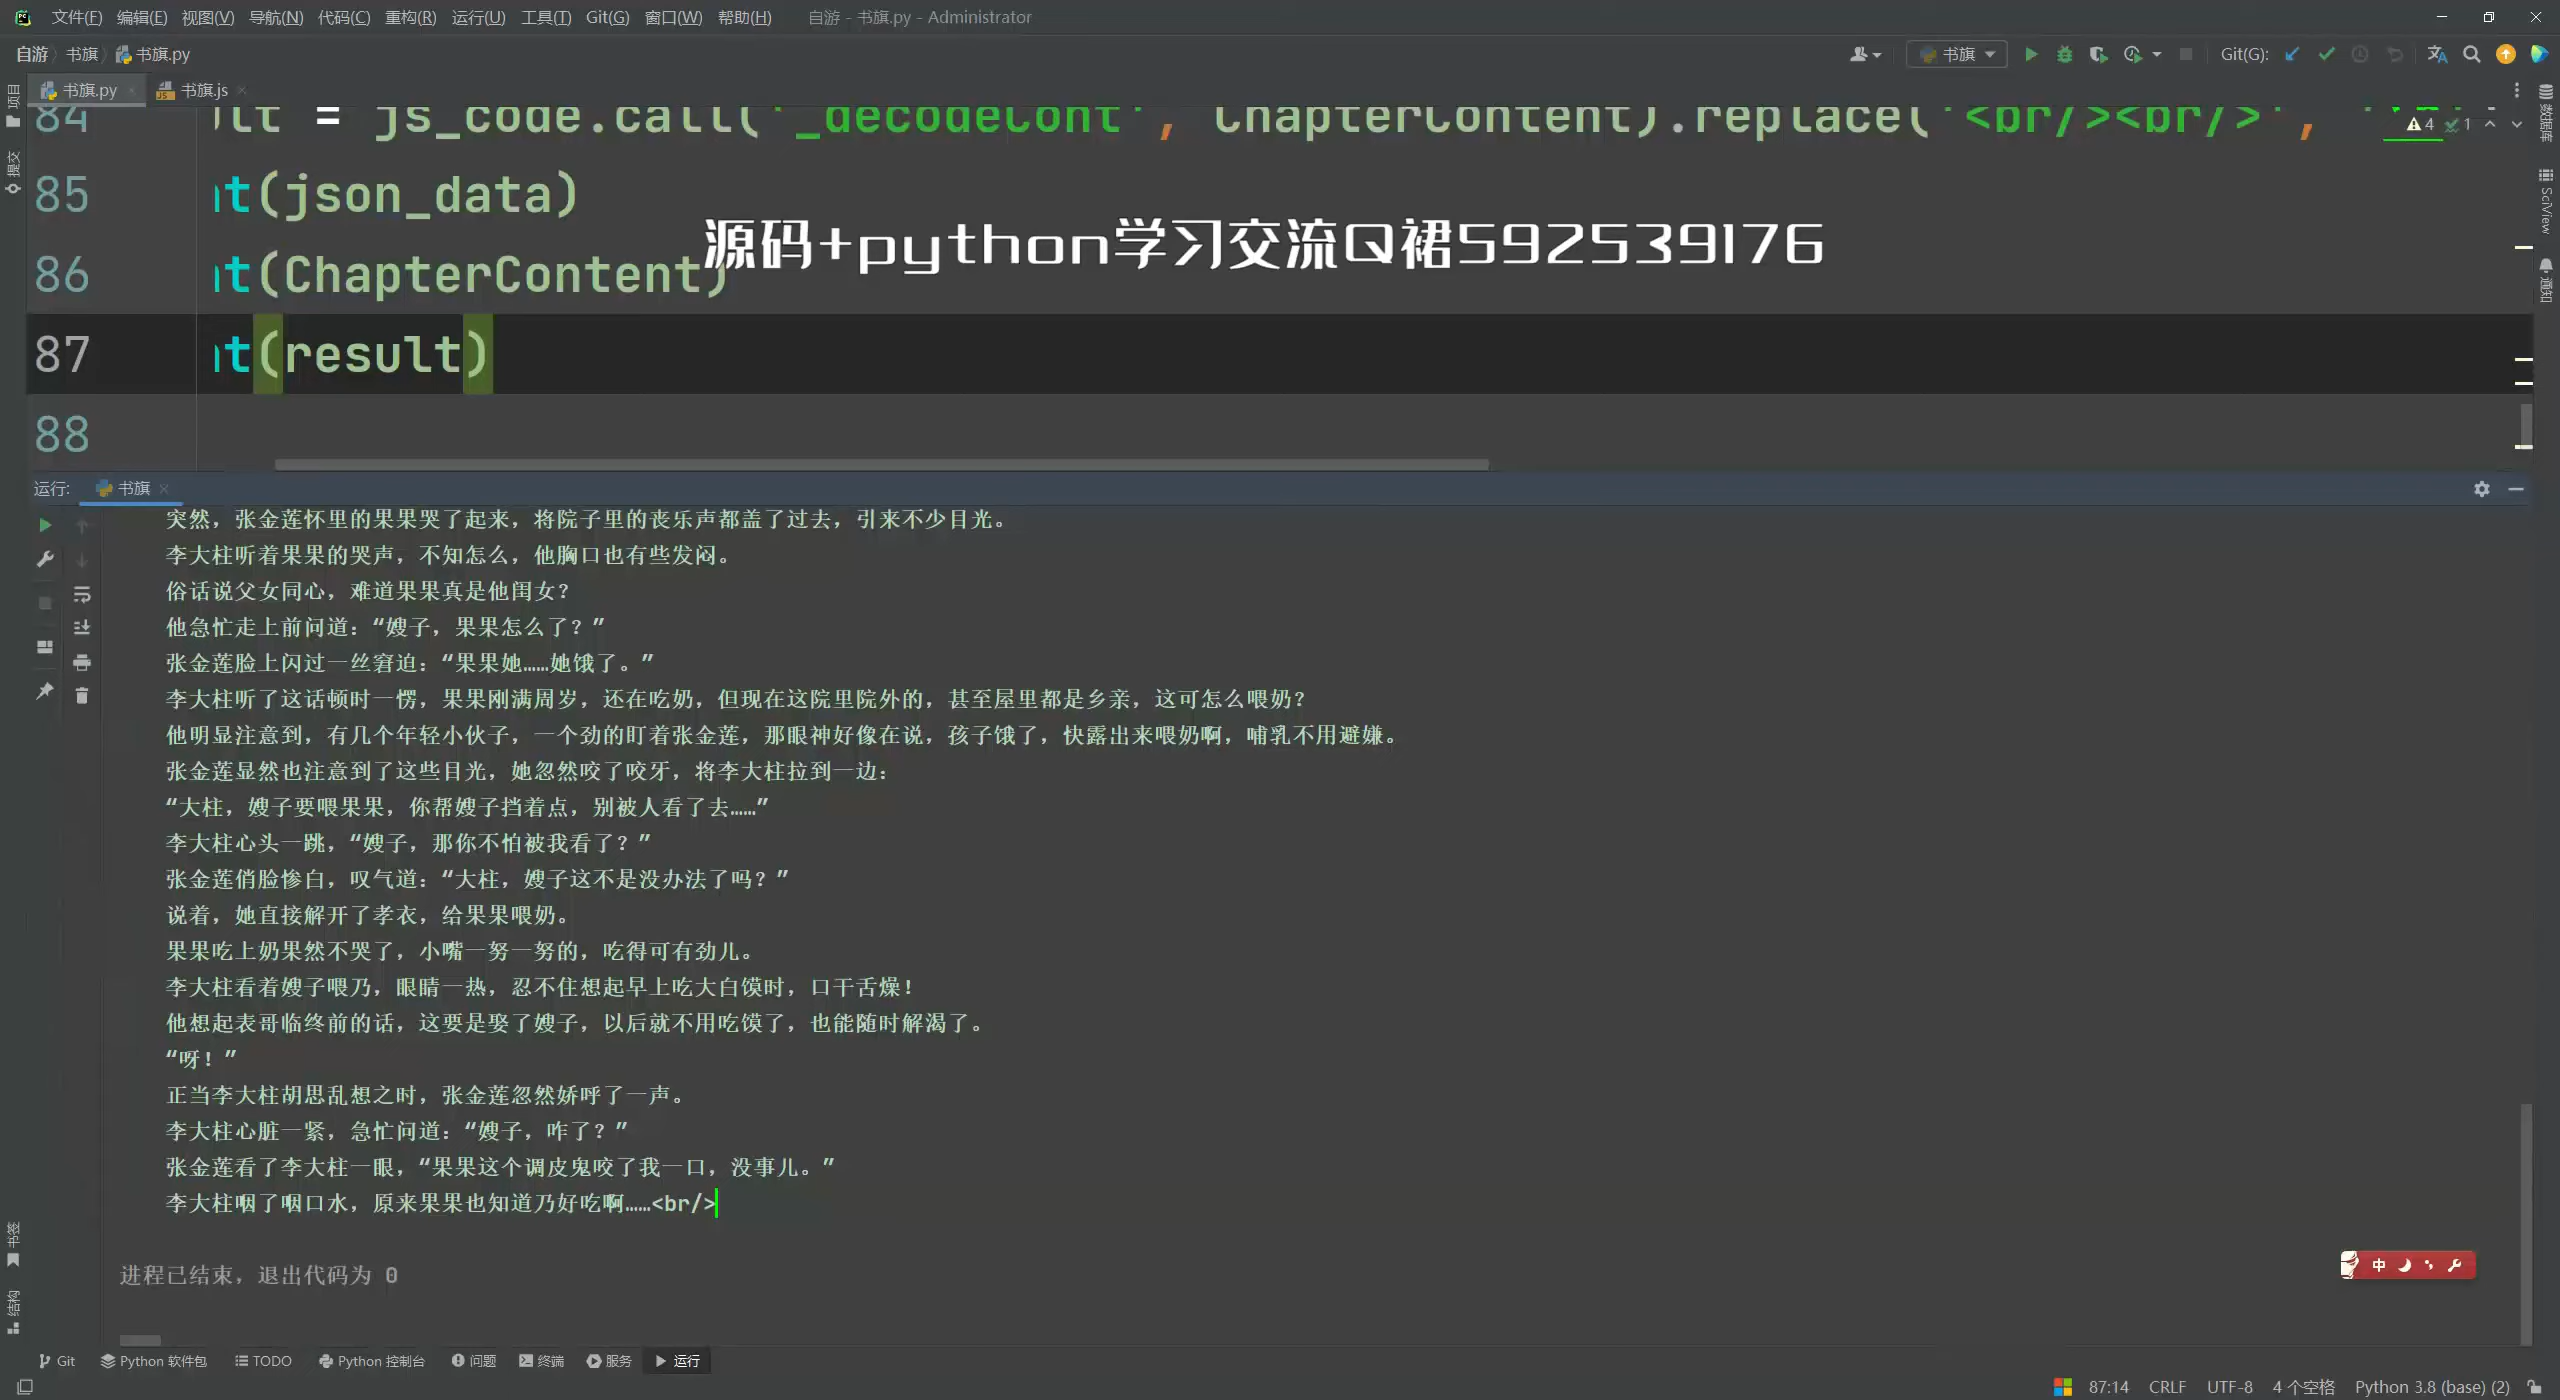 文件(F) 编辑(E) 视图(V) 导航(N) 代码(C) 重构(R) 运行(U) 工具(T) Git(G) 窗口(W) 帮助(H) 自游 - 书旗.py - Administrator
自游 书旗 书旗.py 书旗 Git(G):
书旗.py 书旗.js
项目
提交
84 ult = js_code.call('_decodeCont', ChapterContent).replace('<br/><br/>', 4 1
85 nt(json_data)
源码+python学习交流Q裙592539176
86 nt(ChapterContent)
87 nt(result)
88
数据库
SciView
通知
运行: 书旗
突然，张金莲怀里的果果哭了起来，将院子里的丧乐声都盖了过去，引来不少目光。
李大柱听着果果的哭声，不知怎么，他胸口也有些发闷。
俗话说父女同心，难道果果真是他闺女？
他急忙走上前问道：“嫂子，果果怎么了？”
张金莲脸上闪过一丝窘迫：“果果她……她饿了。”
李大柱听了这话顿时一愣，果果刚满周岁，还在吃奶，但现在这院里院外的，甚至屋里都是乡亲，这可怎么喂奶？
他明显注意到，有几个年轻小伙子，一个劲的盯着张金莲，那眼神好像在说，孩子饿了，快露出来喂奶啊，哺乳不用避嫌。
张金莲显然也注意到了这些目光，她忽然咬了咬牙，将李大柱拉到一边：
“大柱，嫂子要喂果果，你帮嫂子挡着点，别被人看了去……”
李大柱心头一跳，“嫂子，那你不怕被我看了？”
张金莲俏脸惨白，叹气道：“大柱，嫂子这不是没办法了吗？”
说着，她直接解开了孝衣，给果果喂奶。
果果吃上奶果然不哭了，小嘴一努一努的，吃得可有劲儿。
李大柱看着嫂子喂乃，眼睛一热，忍不住想起早上吃大白馍时，口干舌燥！
他想起表哥临终前的话，这要是娶了嫂子，以后就不用吃馍了，也能随时解渴了。
“呀！”
正当李大柱胡思乱想之时，张金莲忽然娇呼了一声。
李大柱心脏一紧，急忙问道：“嫂子，咋了？”
张金莲看了李大柱一眼，“果果这个调皮鬼咬了我一口，没事儿。”
李大柱咽了咽口水，原来果果也知道乃好吃啊……<br/>
进程已结束，退出代码为 0
书签
结构
中
Git Python 软件包 TODO Python 控制台 问题 终端 服务 运行
87:14 CRLF UTF-8 4 个空格 Python 3.8 (base) (2)